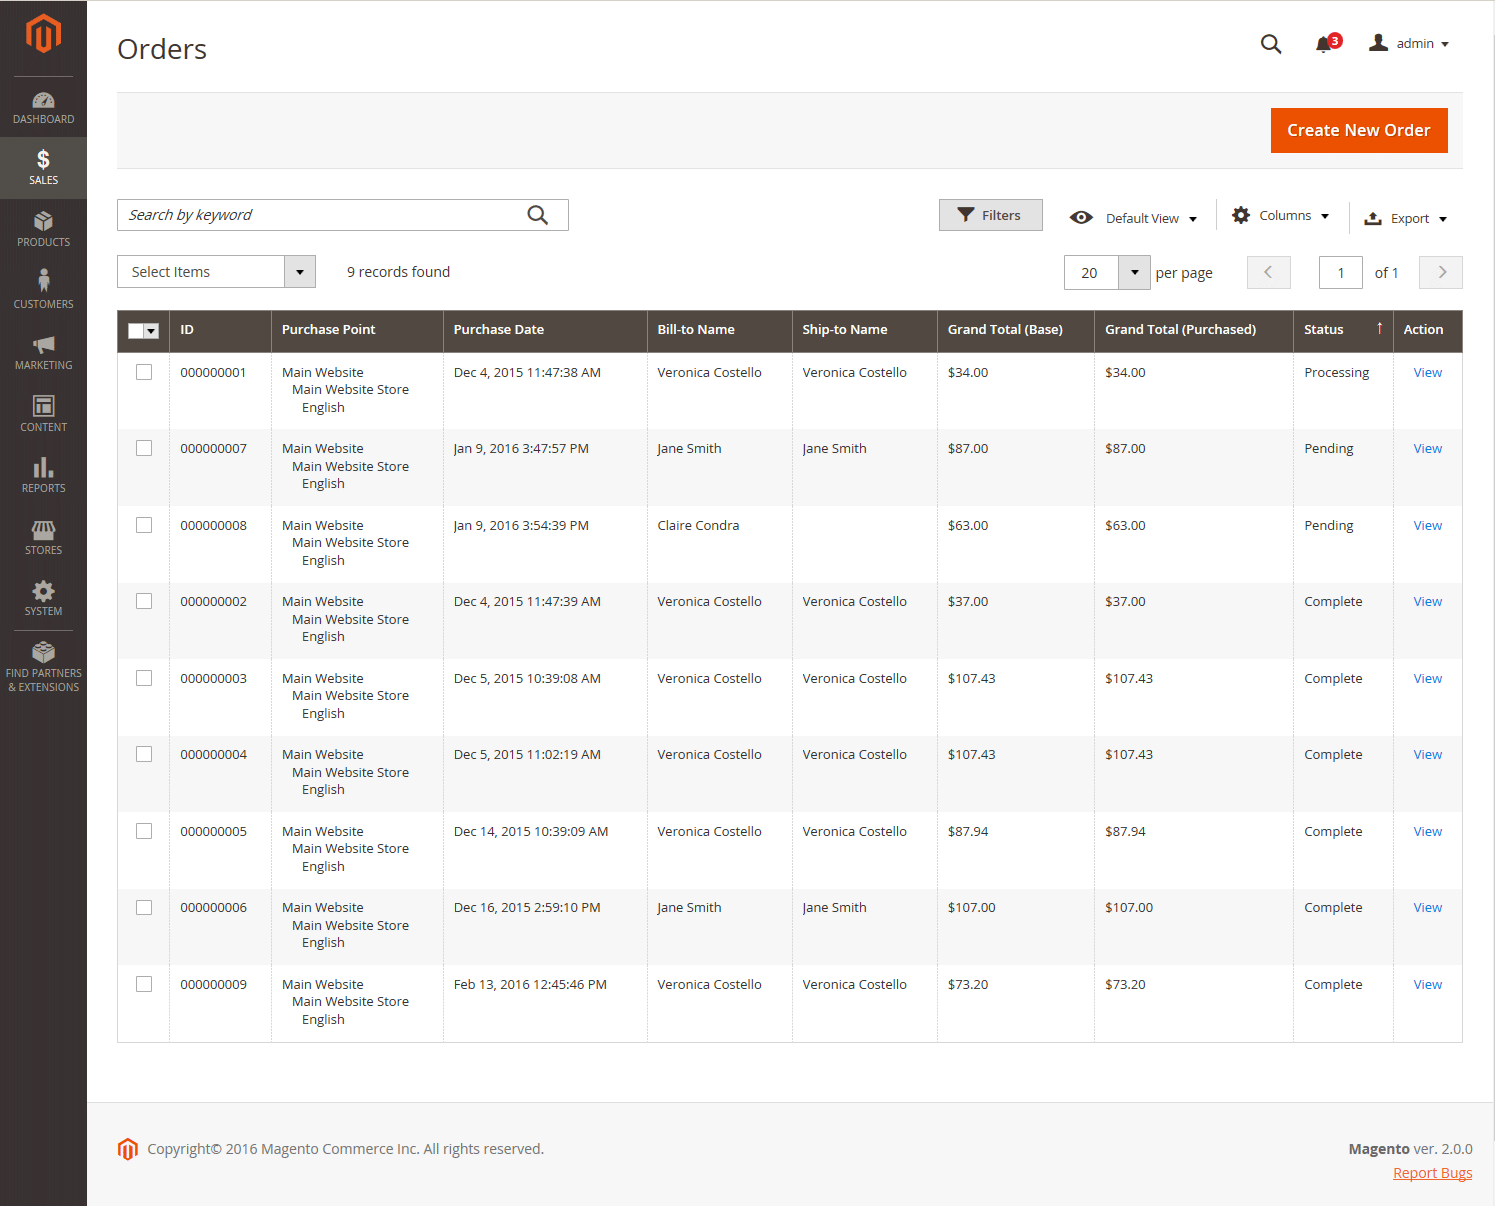 Orders
3
admin
DASHBOARD
SALES
PRODUCTS
CUSTOMERS
MARKETING
CONTENT
REPORTS
STORES
SYSTEM
FIND PARTNERS
& EXTENSIONS
Create New Order
Search by keyword
Filters
Default View
Columns
Export
Select Items
9 records found
20 per page
1 of 1
ID Purchase Point Purchase Date Bill-to Name Ship-to Name Grand Total (Base) Grand Total (Purchased) Status ↑ Action
000000001 Main Website Dec 4, 2015 11:47:38 AM Veronica Costello Veronica Costello $34.00 $34.00 Processing View
Main Website Store
English
000000007 Main Website Jan 9, 2016 3:47:57 PM Jane Smith Jane Smith $87.00 $87.00 Pending View
Main Website Store
English
000000008 Main Website Jan 9, 2016 3:54:39 PM Claire Condra $63.00 $63.00 Pending View
Main Website Store
English
000000002 Main Website Dec 4, 2015 11:47:39 AM Veronica Costello Veronica Costello $37.00 $37.00 Complete View
Main Website Store
English
000000003 Main Website Dec 5, 2015 10:39:08 AM Veronica Costello Veronica Costello $107.43 $107.43 Complete View
Main Website Store
English
000000004 Main Website Dec 5, 2015 11:02:19 AM Veronica Costello Veronica Costello $107.43 $107.43 Complete View
Main Website Store
English
000000005 Main Website Dec 14, 2015 10:39:09 AM Veronica Costello Veronica Costello $87.94 $87.94 Complete View
Main Website Store
English
000000006 Main Website Dec 16, 2015 2:59:10 PM Jane Smith Jane Smith $107.00 $107.00 Complete View
Main Website Store
English
000000009 Main Website Feb 13, 2016 12:45:46 PM Veronica Costello Veronica Costello $73.20 $73.20 Complete View
Main Website Store
English
Copyright© 2016 Magento Commerce Inc. All rights reserved.
Magento ver. 2.0.0
Report Bugs